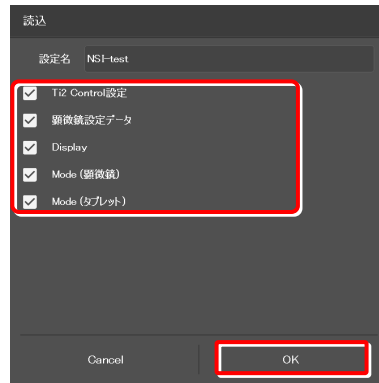 読込
設定名 NSI-test
Ti2 Control設定
顕微鏡設定データ
Display
Mode (顕微鏡)
Mode (タブレット)
Cancel OK